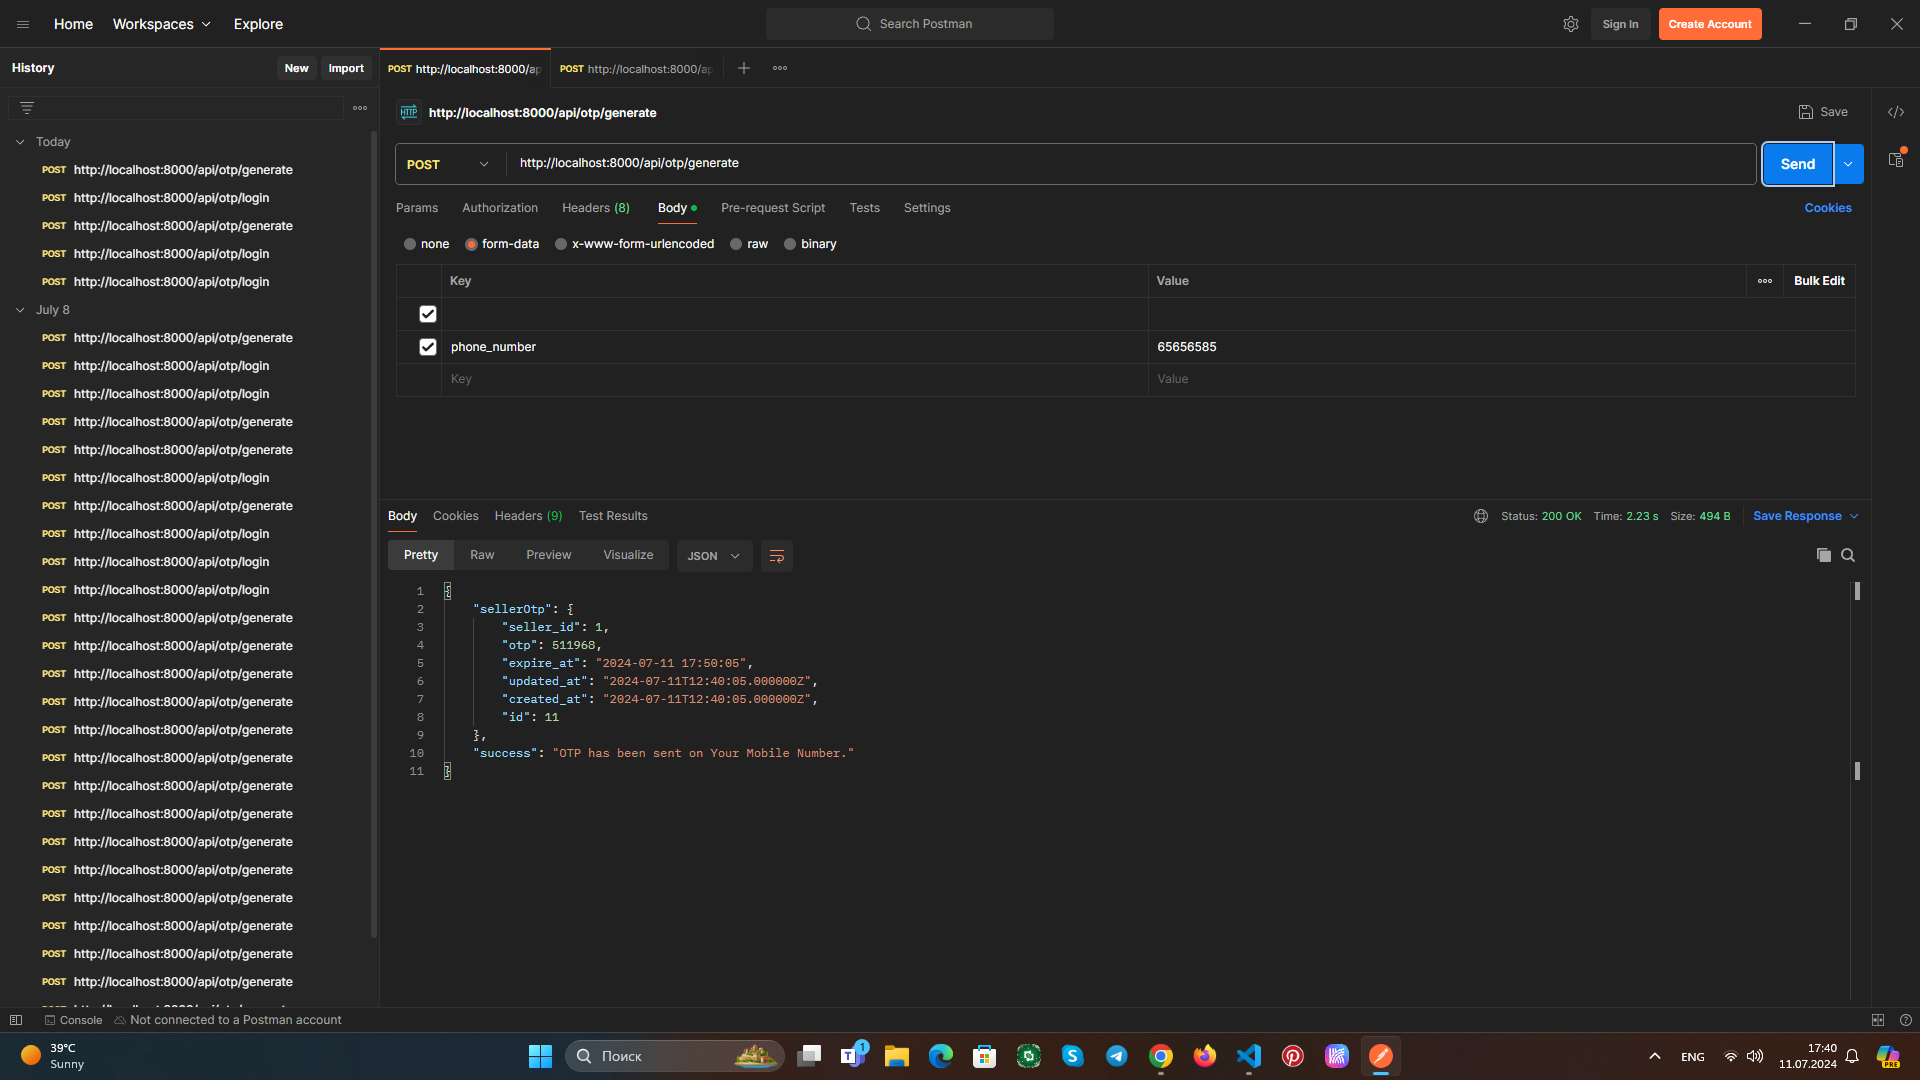 Home Workspaces Explore Search Postman Sign In Create Account
History New Import POST http://localhost:8000/ap POST http://localhost:8000/ap
HTTP http://localhost:8000/api/otp/generate Save
Today
POST http://localhost:8000/api/otp/generate
POST http://localhost:8000/api/otp/login
POST http://localhost:8000/api/otp/generate
POST http://localhost:8000/api/otp/login
POST http://localhost:8000/api/otp/login
July 8
POST http://localhost:8000/api/otp/generate
POST http://localhost:8000/api/otp/login
POST http://localhost:8000/api/otp/login
POST http://localhost:8000/api/otp/generate
POST http://localhost:8000/api/otp/generate
POST http://localhost:8000/api/otp/login
POST http://localhost:8000/api/otp/generate
POST http://localhost:8000/api/otp/login
POST http://localhost:8000/api/otp/login
POST http://localhost:8000/api/otp/login
POST http://localhost:8000/api/otp/generate
POST http://localhost:8000/api/otp/generate
POST http://localhost:8000/api/otp/generate
POST http://localhost:8000/api/otp/generate
POST http://localhost:8000/api/otp/generate
POST http://localhost:8000/api/otp/generate
POST http://localhost:8000/api/otp/generate
POST http://localhost:8000/api/otp/generate
POST http://localhost:8000/api/otp/generate
POST http://localhost:8000/api/otp/generate
POST http://localhost:8000/api/otp/generate
POST http://localhost:8000/api/otp/generate
POST http://localhost:8000/api/otp/generate
POST http://localhost:8000/api/otp/generate
POST http://localhost:8000/api/otp/generate Send
Params Authorization Headers (8) Body Pre-request Script Tests Settings Cookies
none form-data x-www-form-urlencoded raw binary
Key Value Bulk Edit
phone_number 65656585
Key Value
Body Cookies Headers (9) Test Results Status: 200 OK Time: 2.23 s Size: 494 B Save Response
Pretty Raw Preview Visualize JSON
1 {
2 "sellerOtp": {
3 "seller_id": 1,
4 "otp": 511968,
5 "expire_at": "2024-07-11 17:50:05",
6 "updated_at": "2024-07-11T12:40:05.000000Z",
7 "created_at": "2024-07-11T12:40:05.000000Z",
8 "id": 11
9 },
10 "success": "OTP has been sent on Your Mobile Number."
11 }
Console Not connected to a Postman account
39°C
Sunny
Поиск
1
ENG
17:40
11.07.2024
PRE